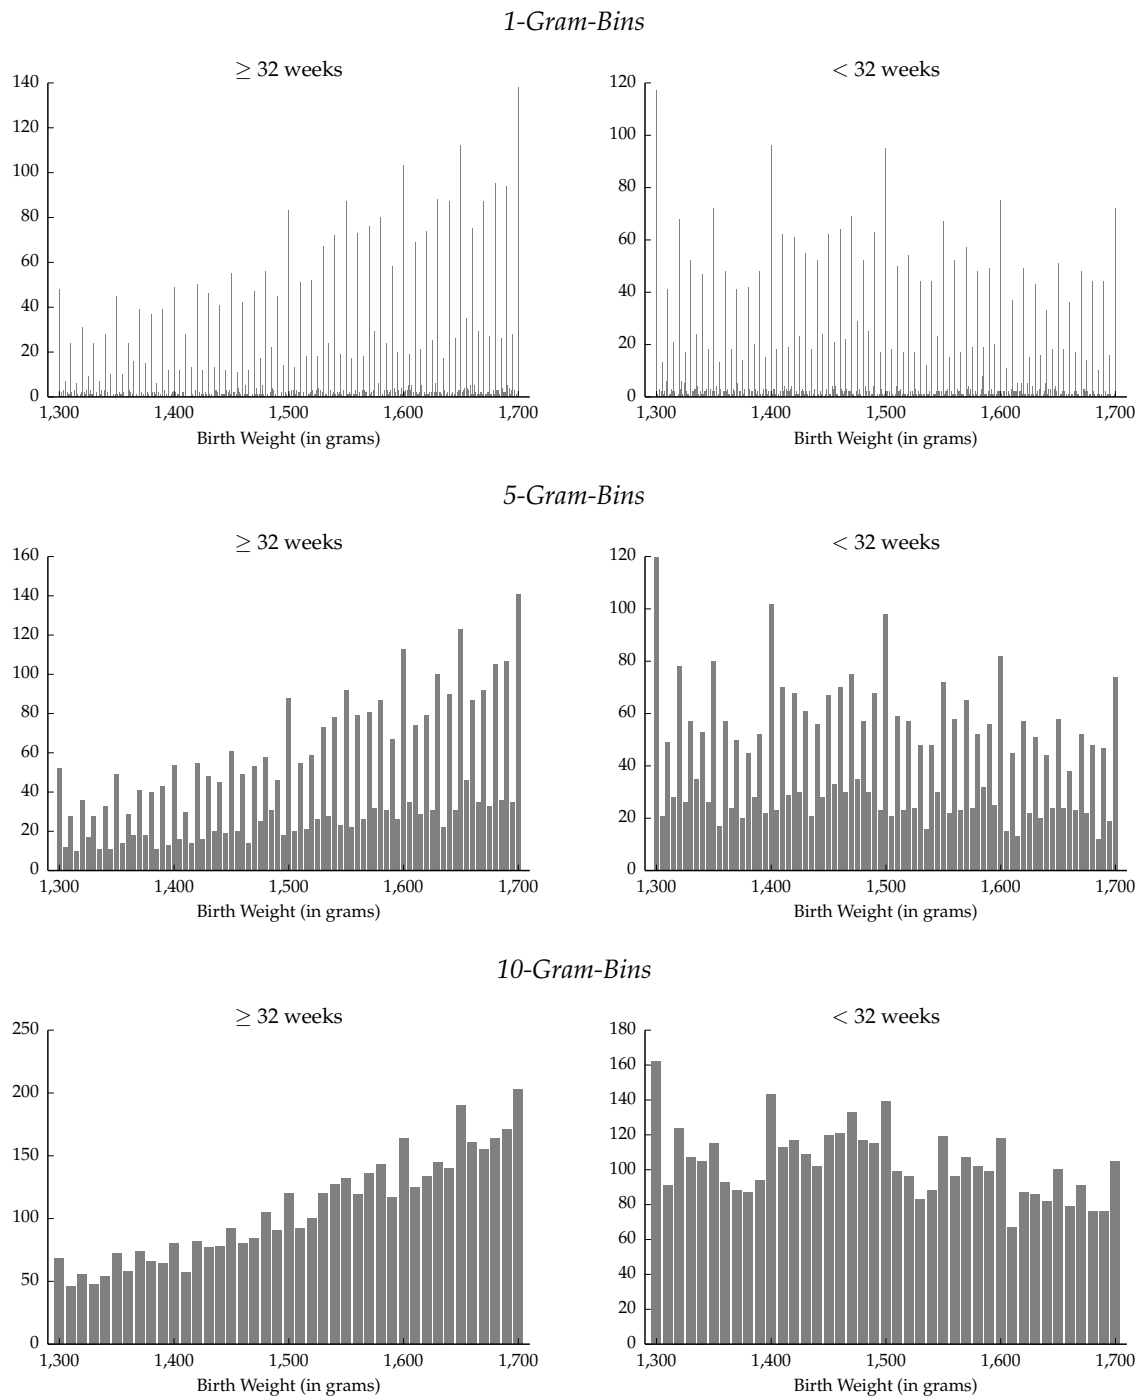 1-Gram-Bins
≥ 32 weeks
140
120
100
80
60
40
20
0
1,300 1,400 1,500 1,600 1,700
Birth Weight (in grams)
< 32 weeks
120
100
80
60
40
20
0
1,300 1,400 1,500 1,600 1,700
Birth Weight (in grams)
5-Gram-Bins
≥ 32 weeks
160
140
120
100
80
60
40
20
0
1,300 1,400 1,500 1,600 1,700
Birth Weight (in grams)
< 32 weeks
120
100
80
60
40
20
0
1,300 1,400 1,500 1,600 1,700
Birth Weight (in grams)
10-Gram-Bins
≥ 32 weeks
250
200
150
100
50
0
1,300 1,400 1,500 1,600 1,700
Birth Weight (in grams)
< 32 weeks
180
160
140
120
100
80
60
40
20
0
1,300 1,400 1,500 1,600 1,700
Birth Weight (in grams)